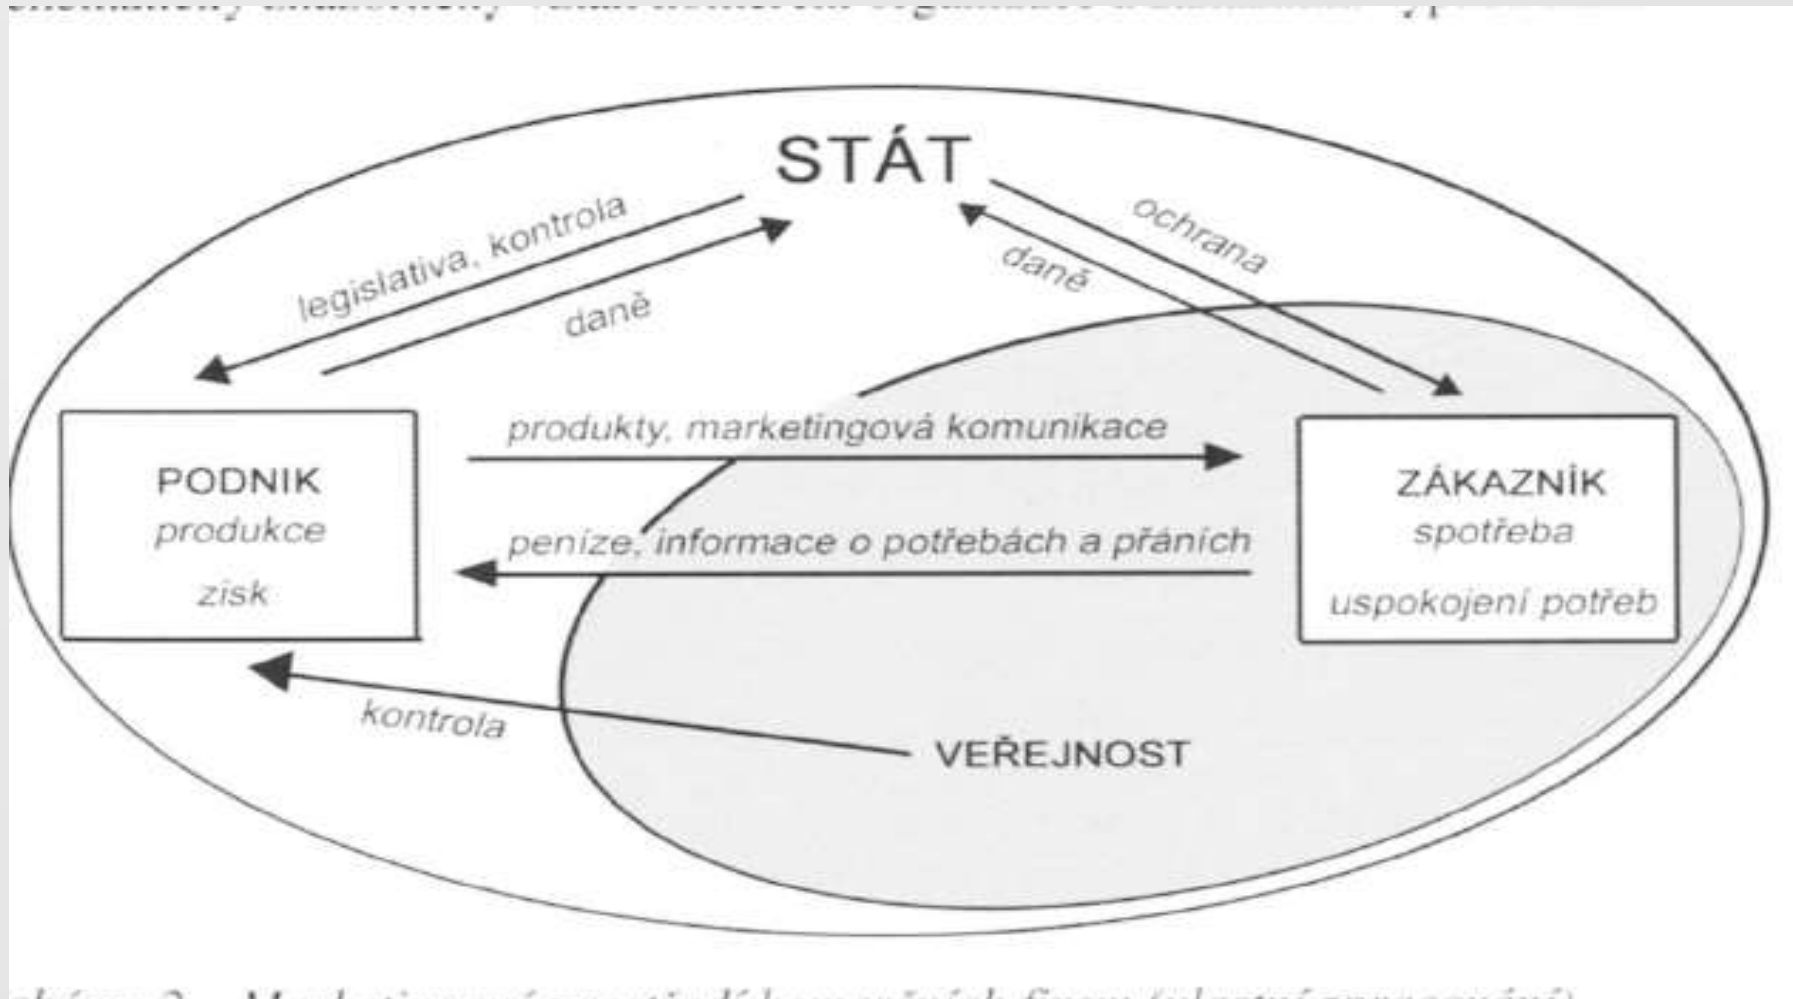 STÁT
legislativa, kontrola
daně
ochrana
daně
produkty, marketingová komunikace
PODNIK
produkce
zisk
ZÁKAZNÍK
spotřeba
uspokojení potřeb
peníze, informace o potřebách a přáních
kontrola
VEŘEJNOST